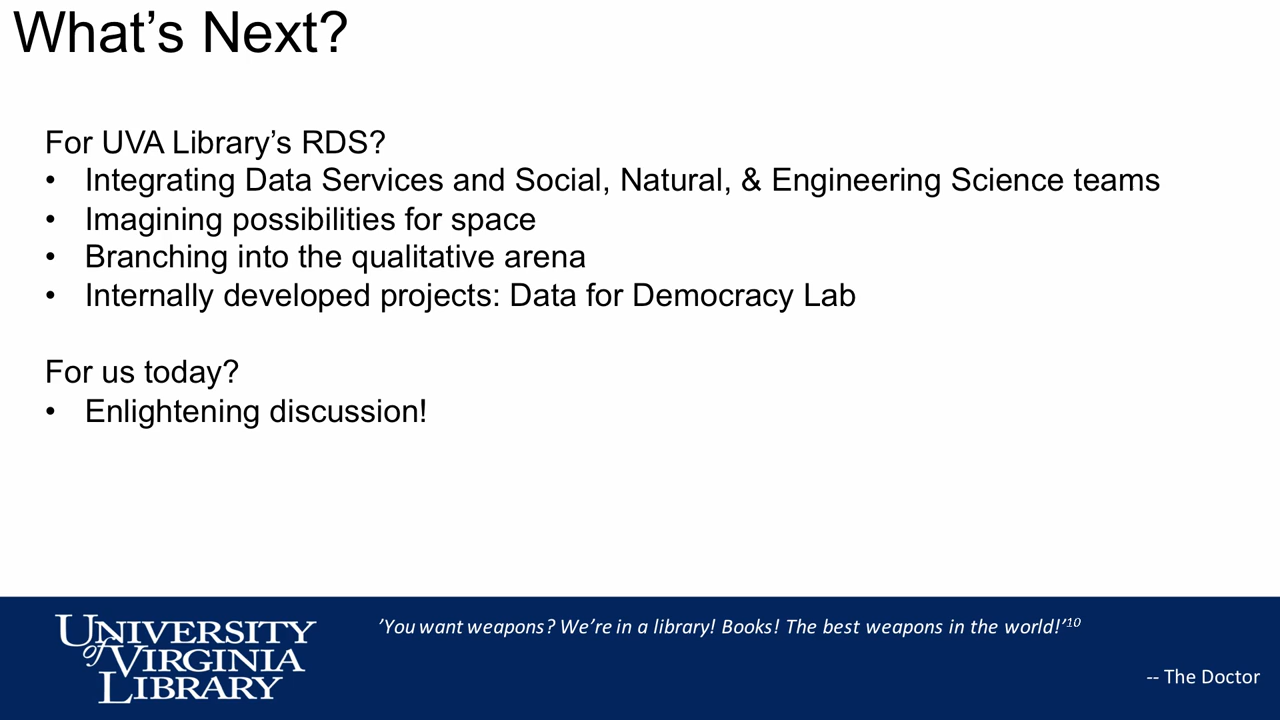 What’s Next?
For UVA Library’s RDS?
• Integrating Data Services and Social, Natural, & Engineering Science teams
• Imagining possibilities for space
• Branching into the qualitative arena
• Internally developed projects: Data for Democracy Lab
For us today?
• Enlightening discussion!
UNIVERSITY
of VIRGINIA
LIBRARY
’You want weapons? We’re in a library! Books! The best weapons in the world!’10
-- The Doctor